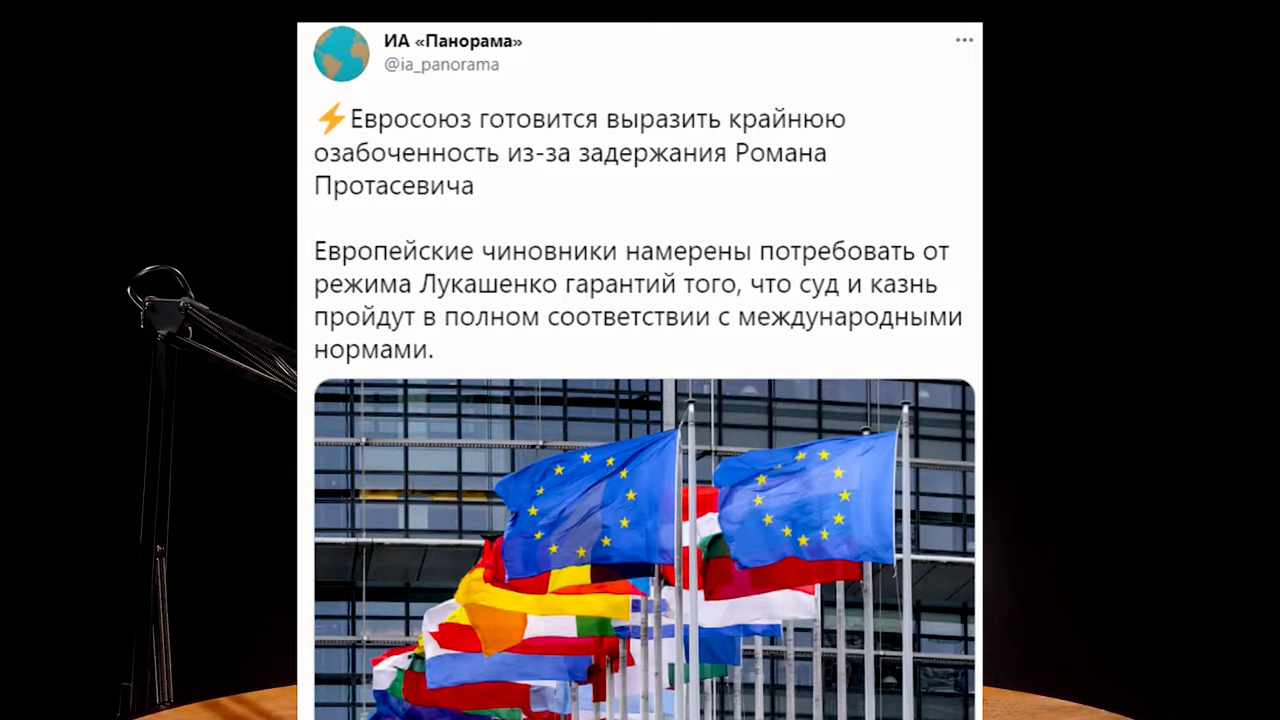 ИА «Панорама»
@ia_panorama
⚡Евросоюз готовится выразить крайнюю
озабоченность из-за задержания Романа
Протасевича
Европейские чиновники намерены потребовать от
режима Лукашенко гарантий того, что суд и казнь
пройдут в полном соответствии с международными
нормами.